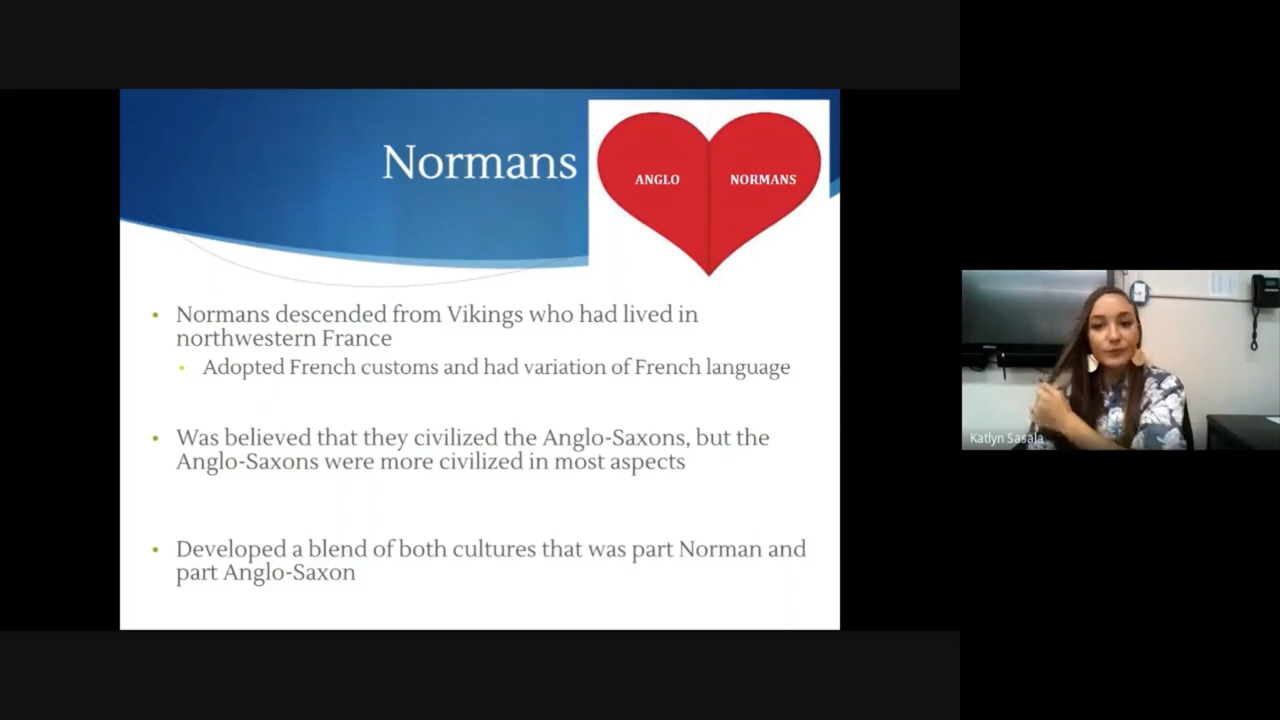 Normans
ANGLO NORMANS
• Normans descended from Vikings who had lived in
northwestern France
• Adopted French customs and had variation of French language
• Was believed that they civilized the Anglo-Saxons, but the
Anglo-Saxons were more civilized in most aspects
• Developed a blend of both cultures that was part Norman and
part Anglo-Saxon
Katlyn Sasala